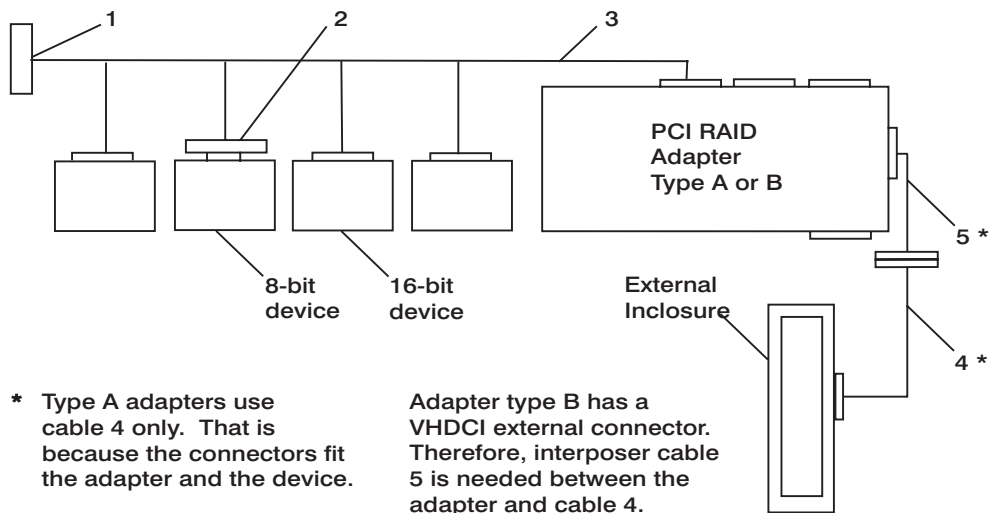 1
2
3
PCI RAID
Adapter
Type A or B
5 *
8-bit
device
16-bit
device
External
Inclosure
4 *
* Type A adapters use
cable 4 only. That is
because the connectors fit
the adapter and the device.
Adapter type B has a
VHDCI external connector.
Therefore, interposer cable
5 is needed between the
adapter and cable 4.